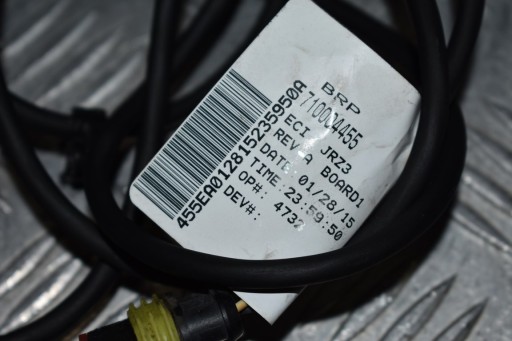 BRP
710004455
ECI JRZ3
REV A BOARD1
DATE: 01/28/15
TIME: 23:59:50
OP#: 4732
DEV#:
455EA012815235950A